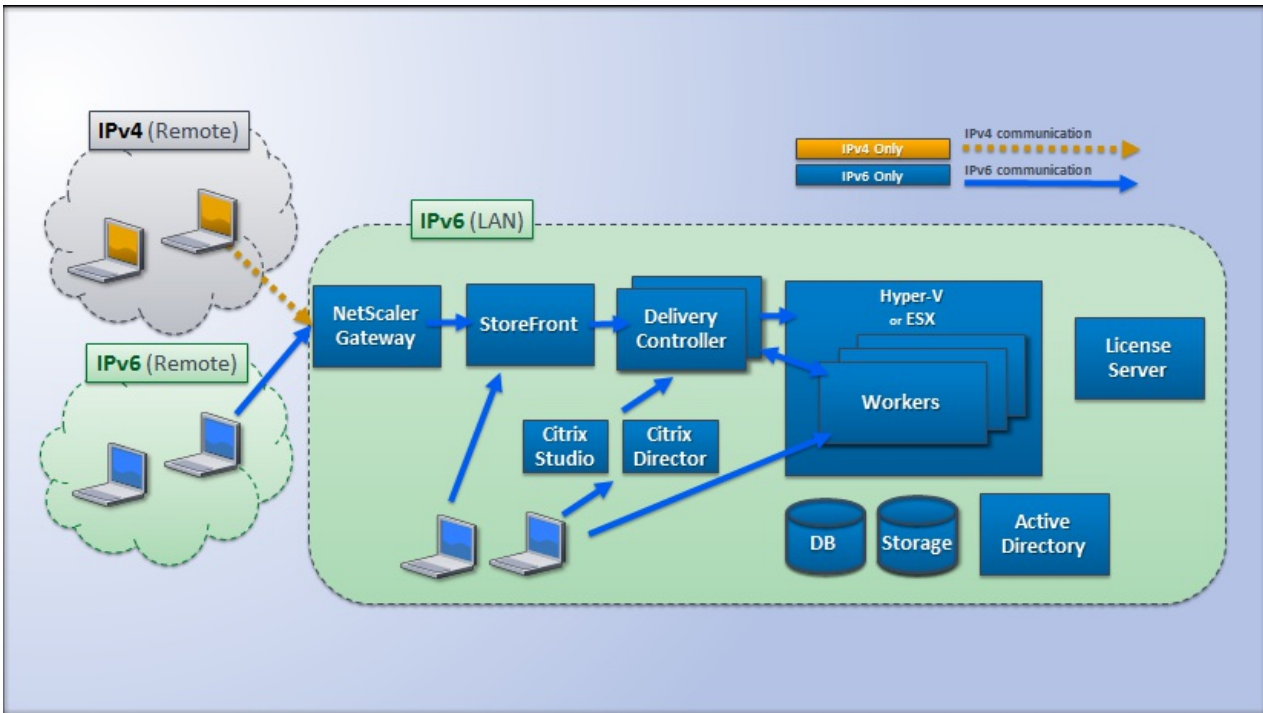 IPv4 (Remote)
IPv4 Only
IPv4 communication
IPv6 Only
IPv6 communication
IPv6 (LAN)
NetScaler
Gateway
StoreFront
Delivery
Controller
Hyper-V
or ESX
Workers
License
Server
IPv6 (Remote)
Citrix
Studio
Citrix
Director
DB
Storage
Active
Directory